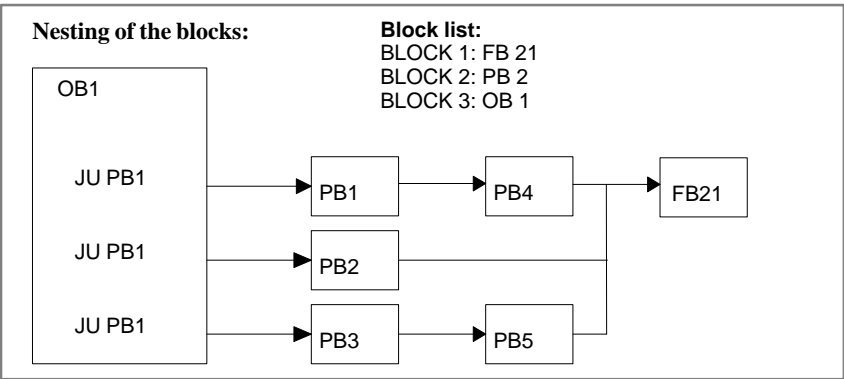 Nesting of the blocks:
Block list:
BLOCK 1: FB 21
BLOCK 2: PB 2
BLOCK 3: OB 1
OB1
JU PB1
PB1
PB4
FB21
JU PB1
PB2
JU PB1
PB3
PB5